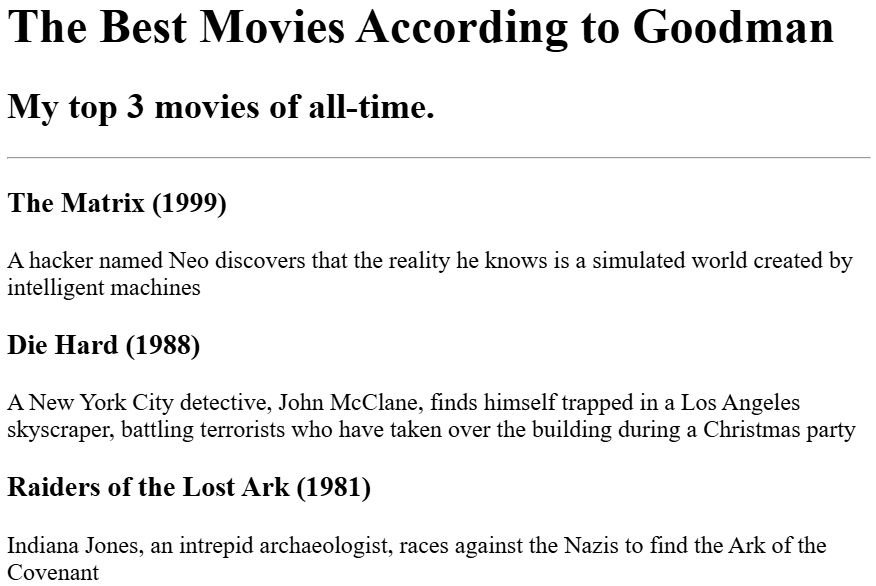 The Best Movies According to Goodman
My top 3 movies of all-time.
The Matrix (1999)
A hacker named Neo discovers that the reality he knows is a simulated world created by
intelligent machines
Die Hard (1988)
A New York City detective, John McClane, finds himself trapped in a Los Angeles
skyscraper, battling terrorists who have taken over the building during a Christmas party
Raiders of the Lost Ark (1981)
Indiana Jones, an intrepid archaeologist, races against the Nazis to find the Ark of the
Covenant